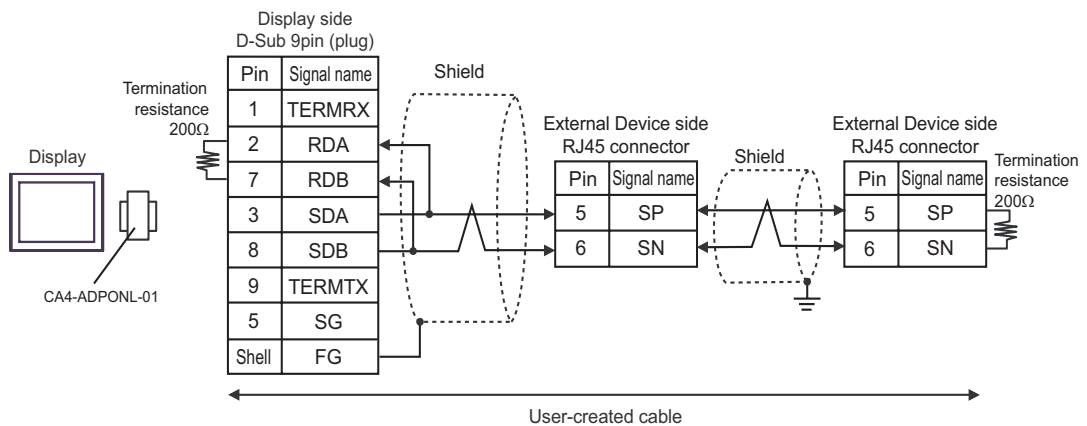 Display side
D-Sub 9pin (plug)
Pin Signal name
1 TERMRX
2 RDA
7 RDB
3 SDA
8 SDB
9 TERMTX
5 SG
Shell FG
Termination
resistance
200Ω
Display
CA4-ADPONL-01
Shield
External Device side
RJ45 connector
Pin Signal name
5 SP
6 SN
Shield
External Device side
RJ45 connector
Pin Signal name
5 SP
6 SN
Termination
resistance
200Ω
User-created cable